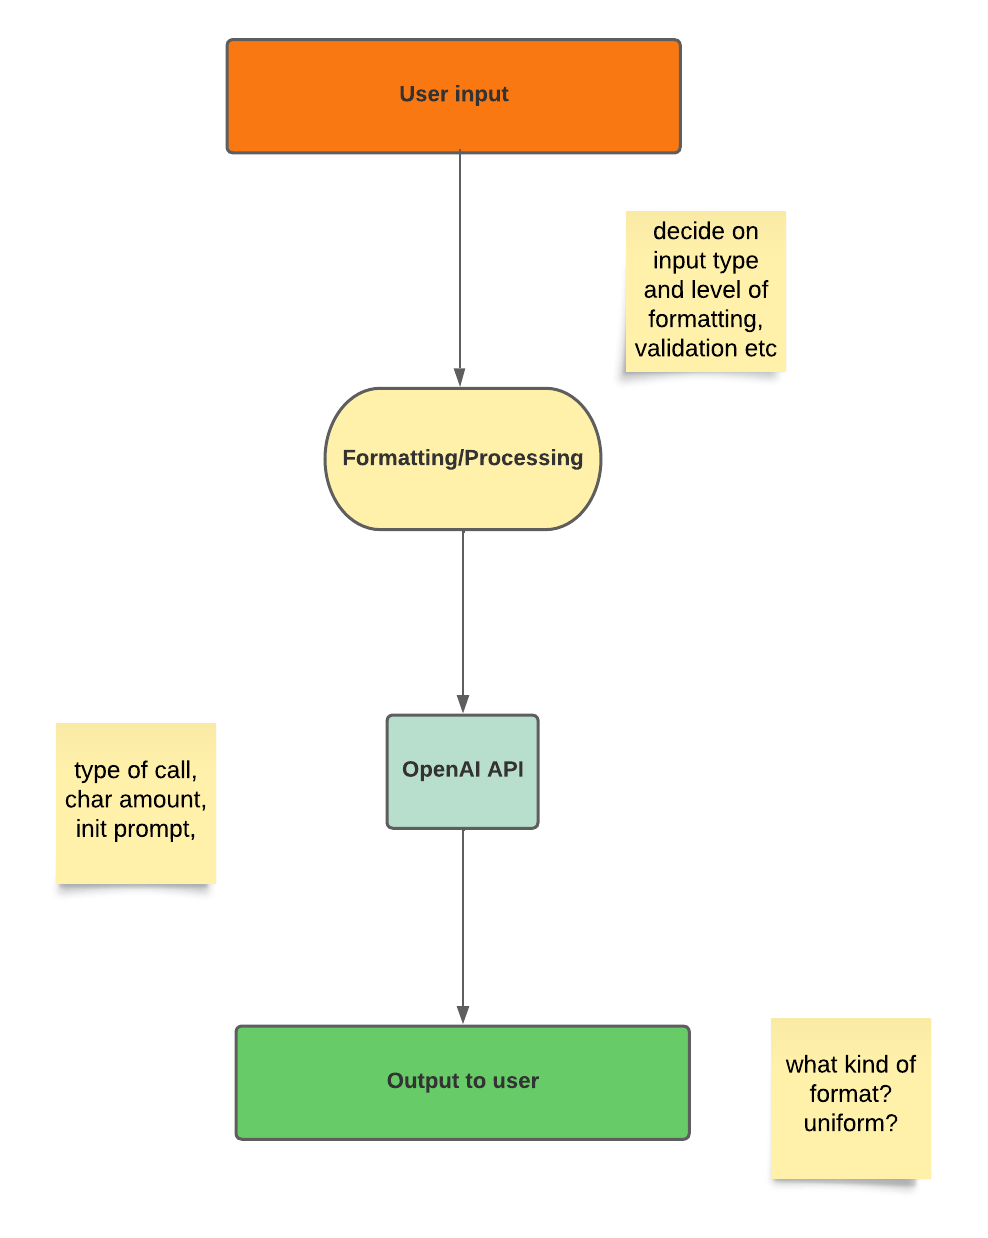 User input
decide on
input type
and level of
formatting,
validation etc
Formatting/Processing
type of call,
char amount,
init prompt,
OpenAI API
Output to user
what kind of
format?
uniform?